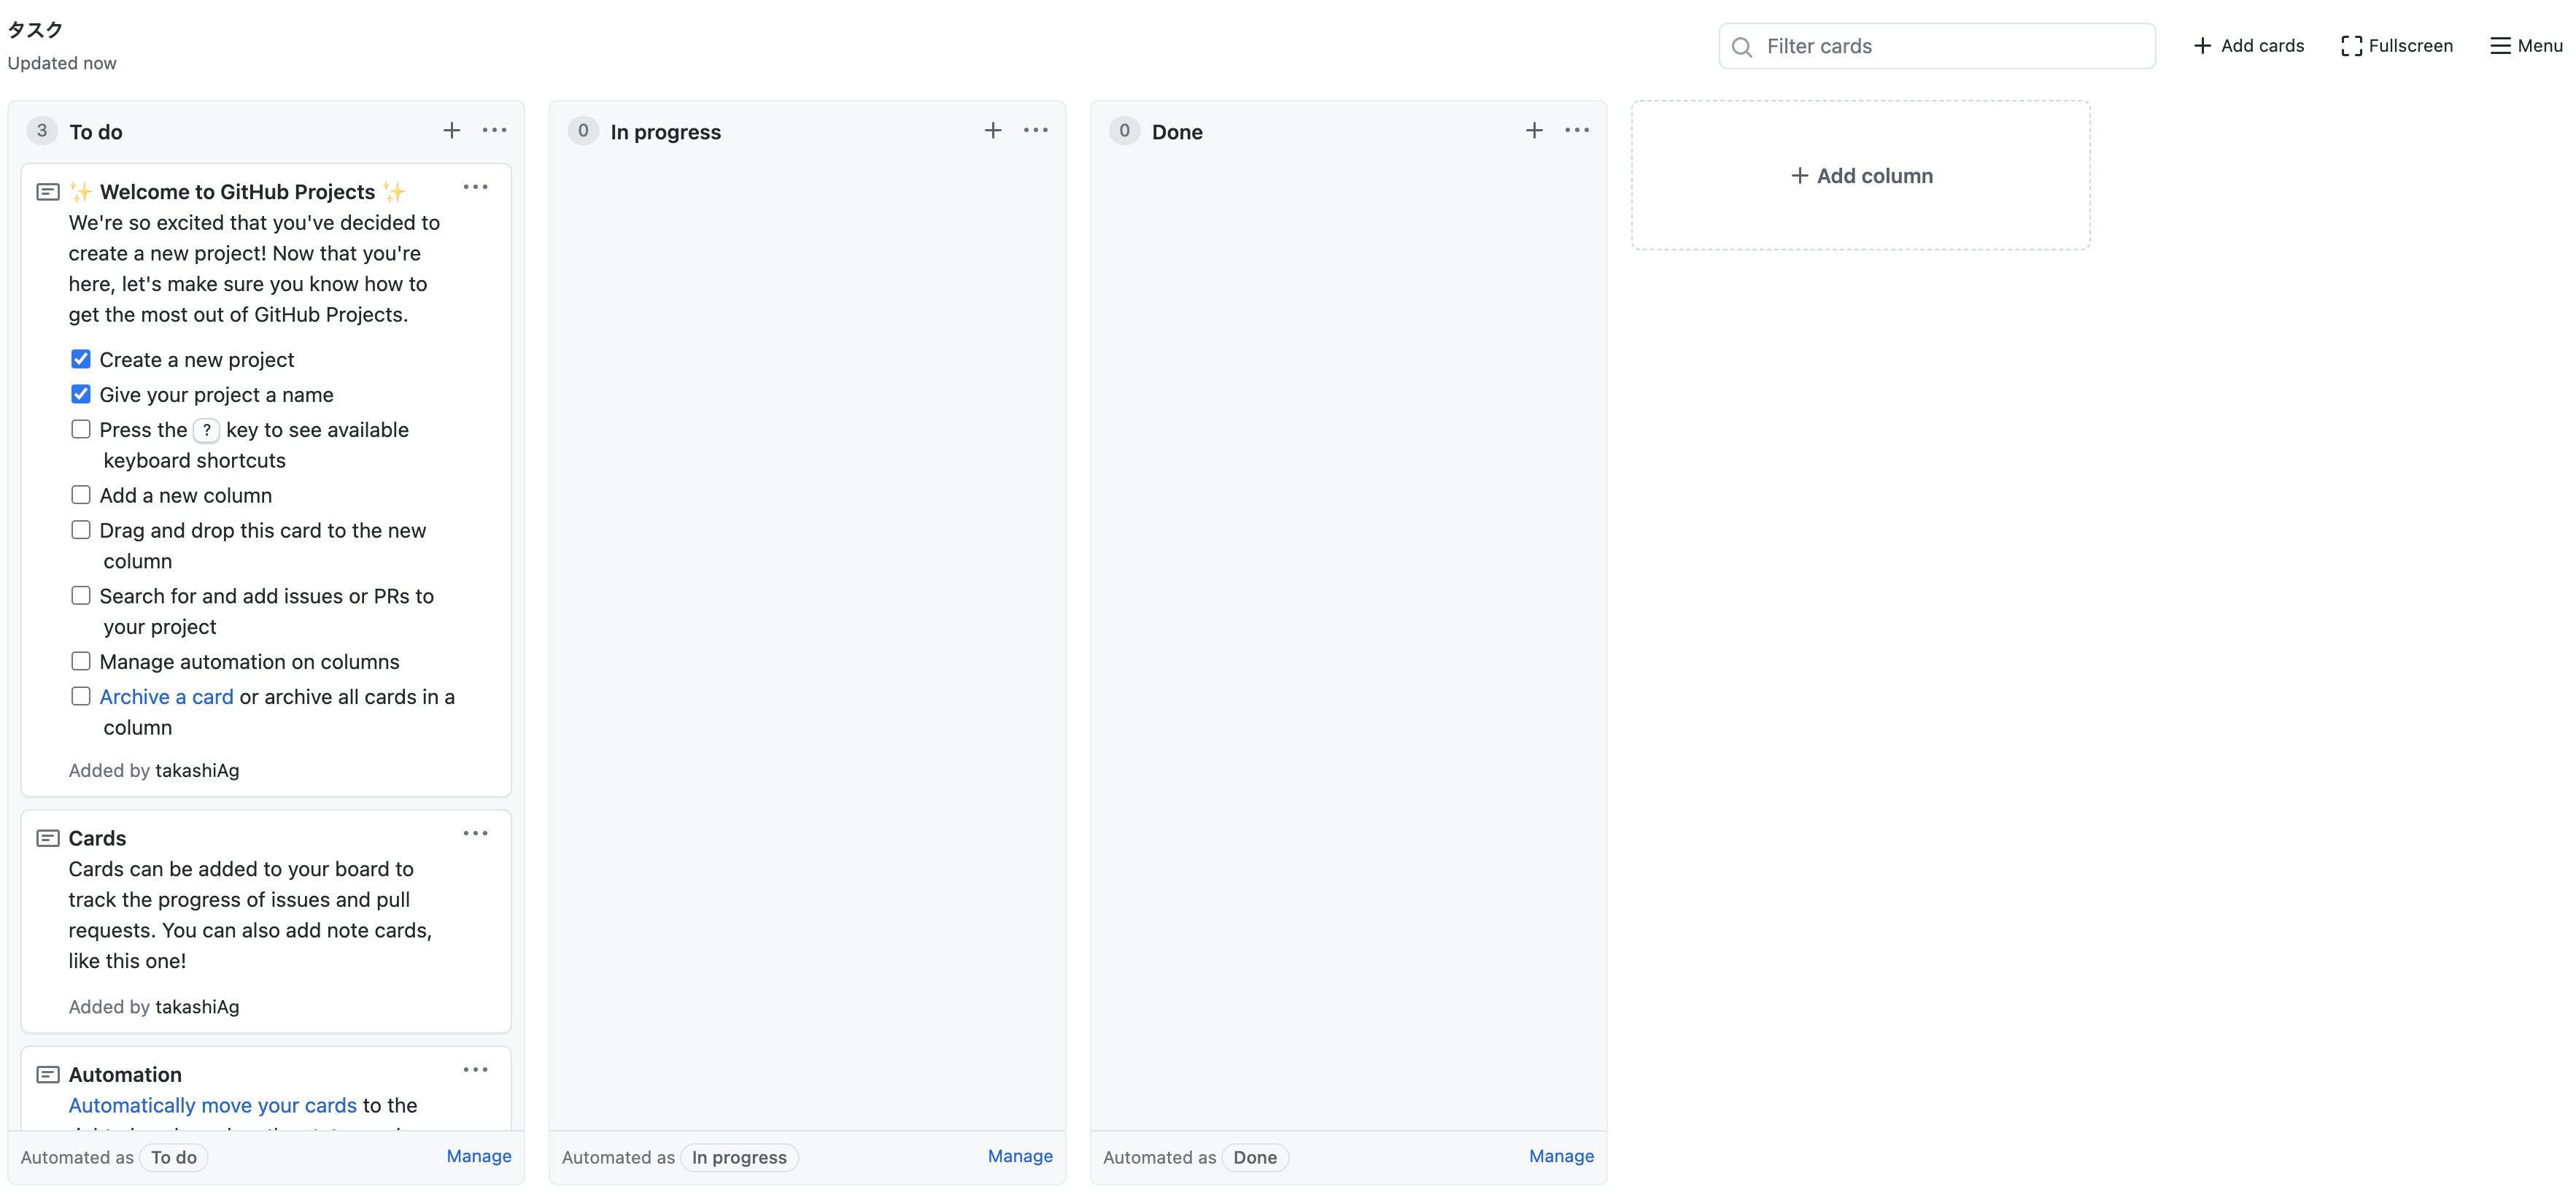 タスク
Updated now
Filter cards
Add cards
Fullscreen
Menu
3 To do
✨ Welcome to GitHub Projects ✨
We're so excited that you've decided to
create a new project! Now that you're
here, let's make sure you know how to
get the most out of GitHub Projects.
Create a new project
Give your project a name
Press the ? key to see available
keyboard shortcuts
Add a new column
Drag and drop this card to the new
column
Search for and add issues or PRs to
your project
Manage automation on columns
Archive a card or archive all cards in a
column
Added by takashiAg
Cards
Cards can be added to your board to
track the progress of issues and pull
requests. You can also add note cards,
like this one!
Added by takashiAg
Automation
Automatically move your cards to the
Automated as To do
Manage
0 In progress
Automated as In progress
Manage
0 Done
Automated as Done
Manage
Add column